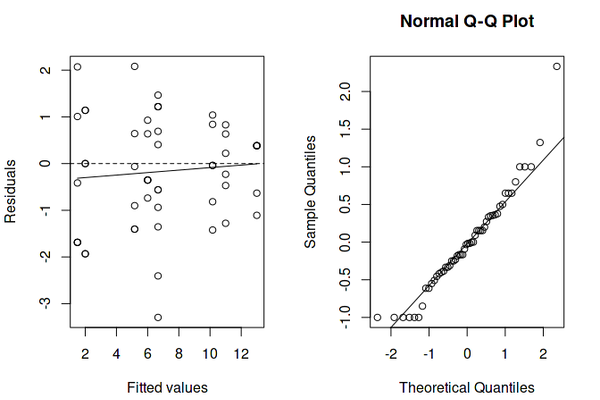 Normal Q-Q Plot
2
1
0
-1
-2
-3
Residuals
2 4 6 8 10 12
Fitted values
2.0
1.5
1.0
0.5
0.0
-0.5
-1.0
Sample Quantiles
-2 -1 0 1 2
Theoretical Quantiles